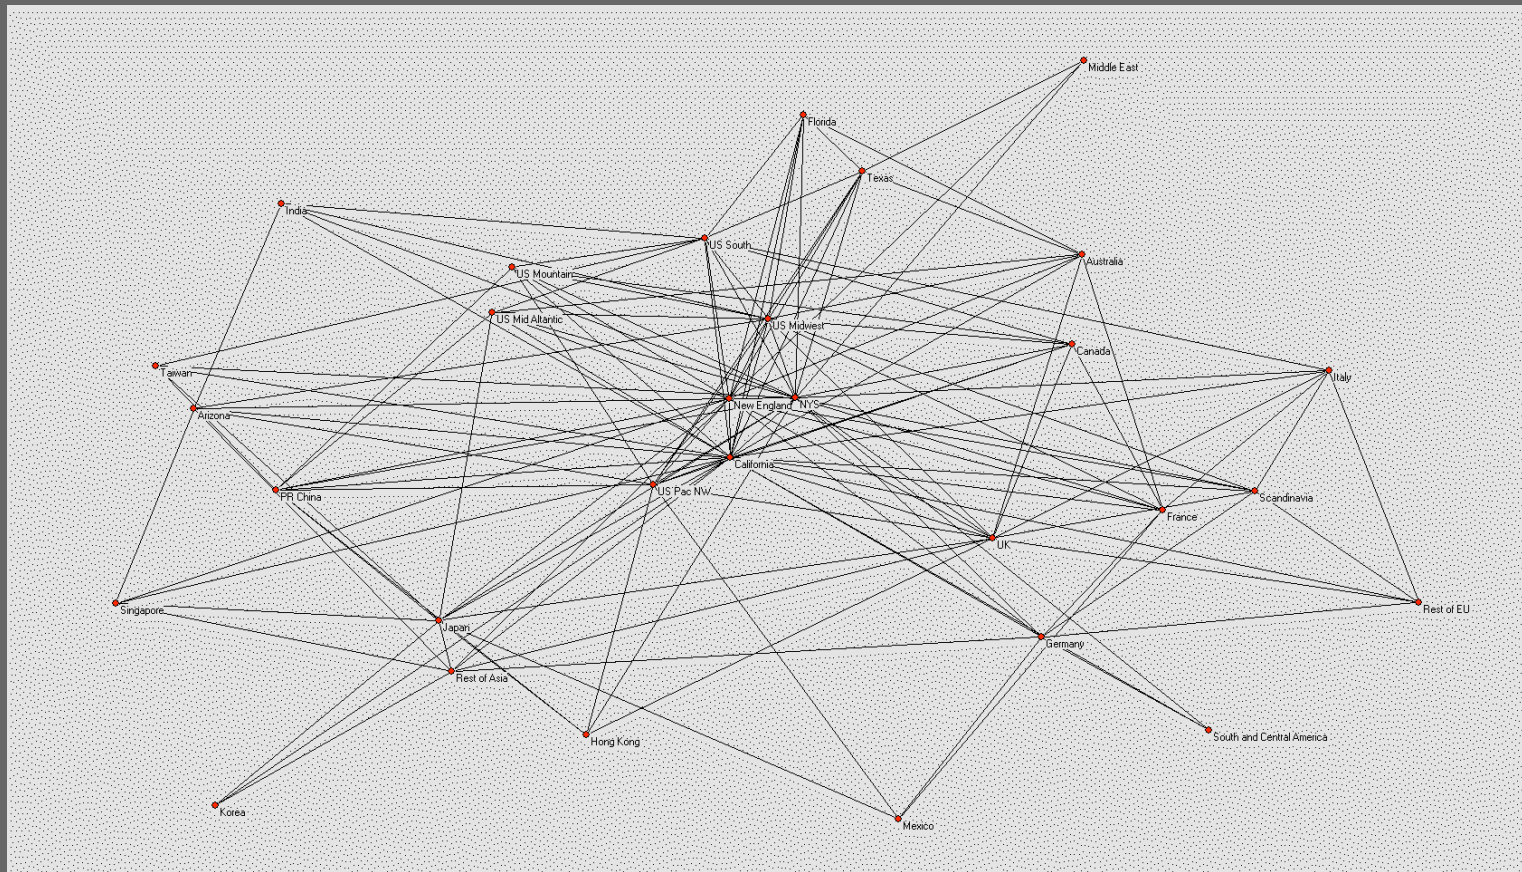 Middle East
Florida
Texas
India
US South
Australia
US Mountain
US Mid Altantic
US Midwest
Canada
Taiwan
Italy
New England
NYS
Arizona
California
US Pac NW
PR China
Scandinavia
France
UK
Singapore
Rest of EU
Japan
Germany
Rest of Asia
South and Central America
Hong Kong
Korea
Mexico